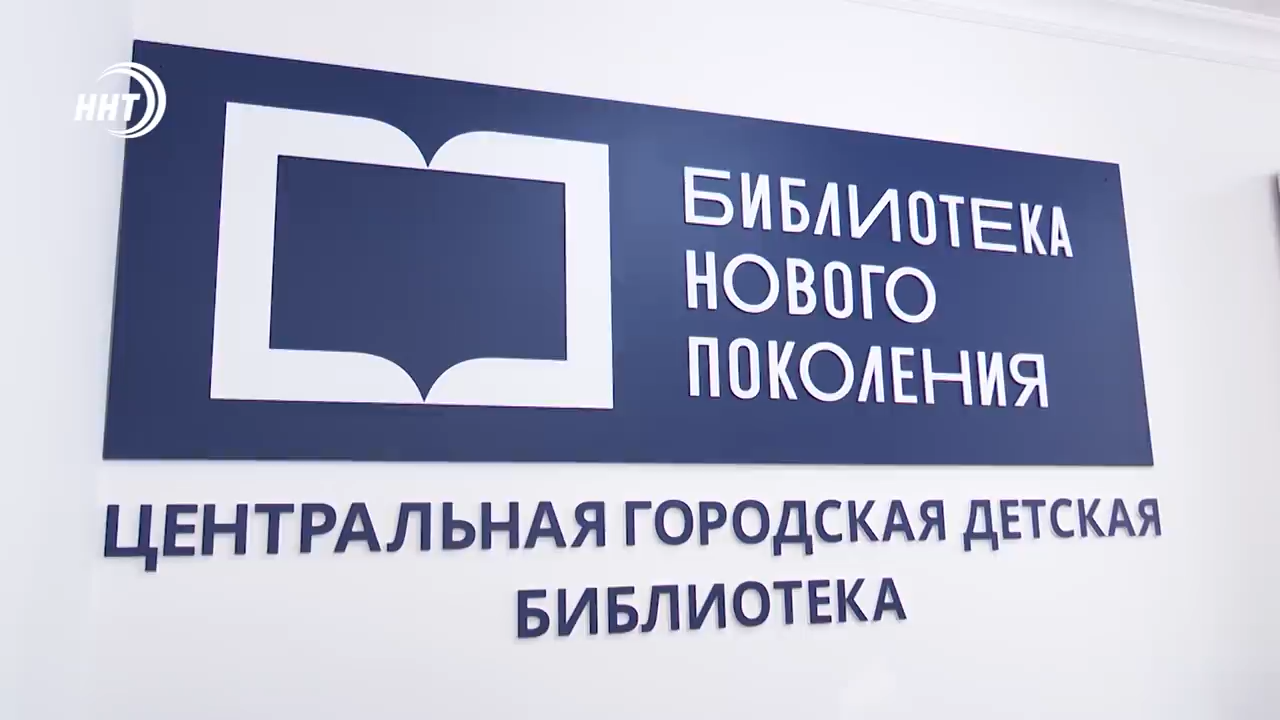 ННТ
БИБЛИОТЕКА
НОВОГО
ПОКОЛЕНИЯ
ЦЕНТРАЛЬНАЯ ГОРОДСКАЯ ДЕТСКАЯ
БИБЛИОТЕКА